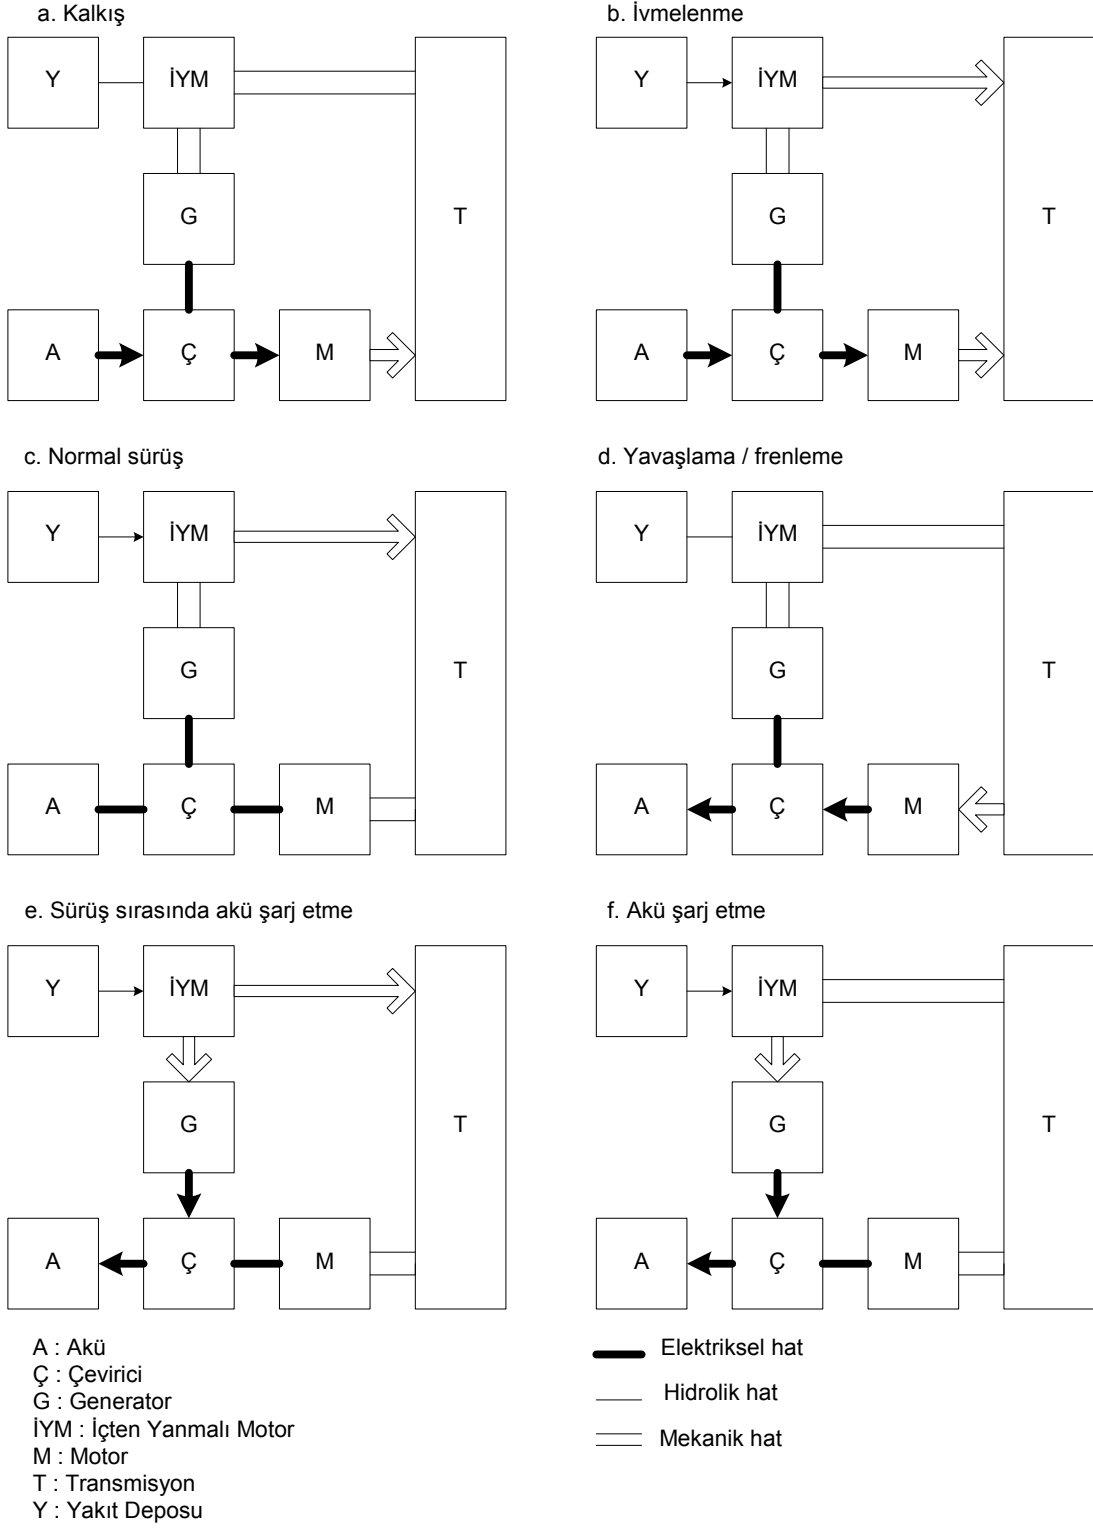 a. Kalkış
Y
İYM
T
G
A
Ç
M
b. İvmelenme
Y
İYM
T
G
A
Ç
M
c. Normal sürüş
Y
İYM
T
G
A
Ç
M
d. Yavaşlama / frenleme
Y
İYM
T
G
A
Ç
M
e. Sürüş sırasında akü şarj etme
Y
İYM
T
G
A
Ç
M
f. Akü şarj etme
Y
İYM
T
G
A
Ç
M
A : Akü
Ç : Çevirici
G : Generator
İYM : İçten Yanmalı Motor
M : Motor
T : Transmisyon
Y : Yakıt Deposu
Elektriksel hat
Hidrolik hat
Mekanik hat